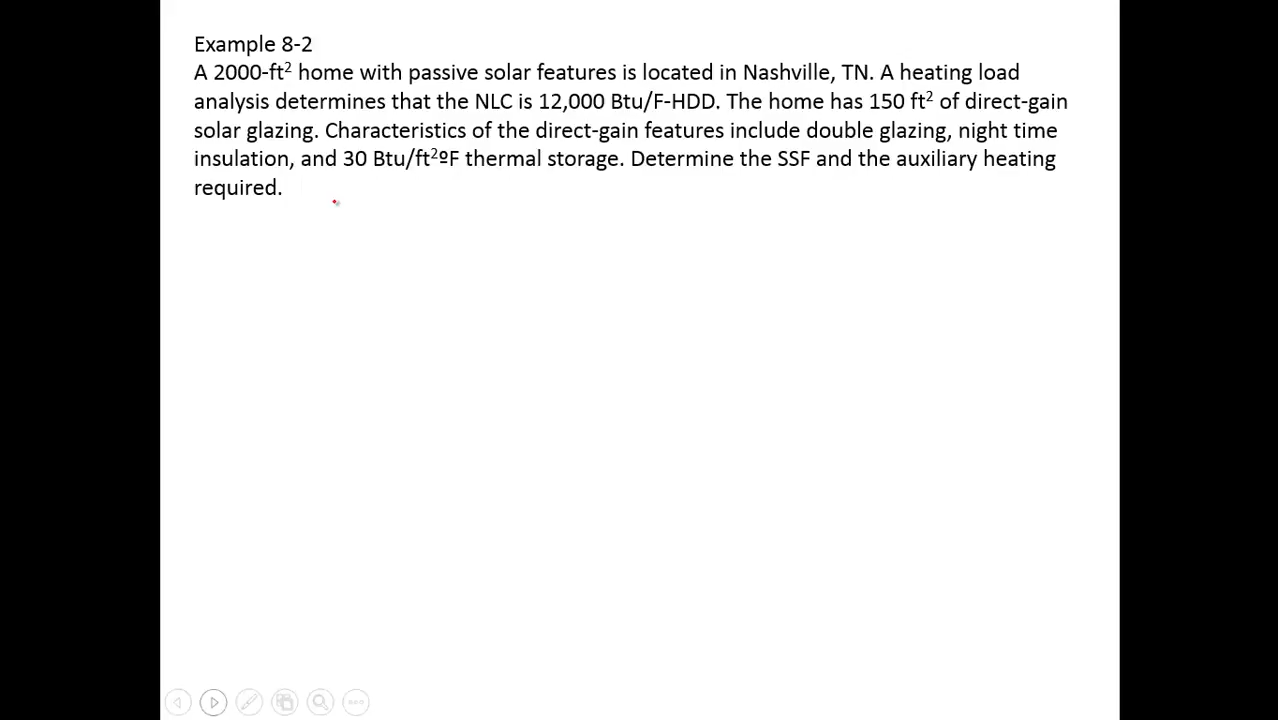 Example 8-2
A 2000-ft² home with passive solar features is located in Nashville, TN. A heating load
analysis determines that the NLC is 12,000 Btu/F-HDD. The home has 150 ft² of direct-gain
solar glazing. Characteristics of the direct-gain features include double glazing, night time
insulation, and 30 Btu/ft²ºF thermal storage. Determine the SSF and the auxiliary heating
required.